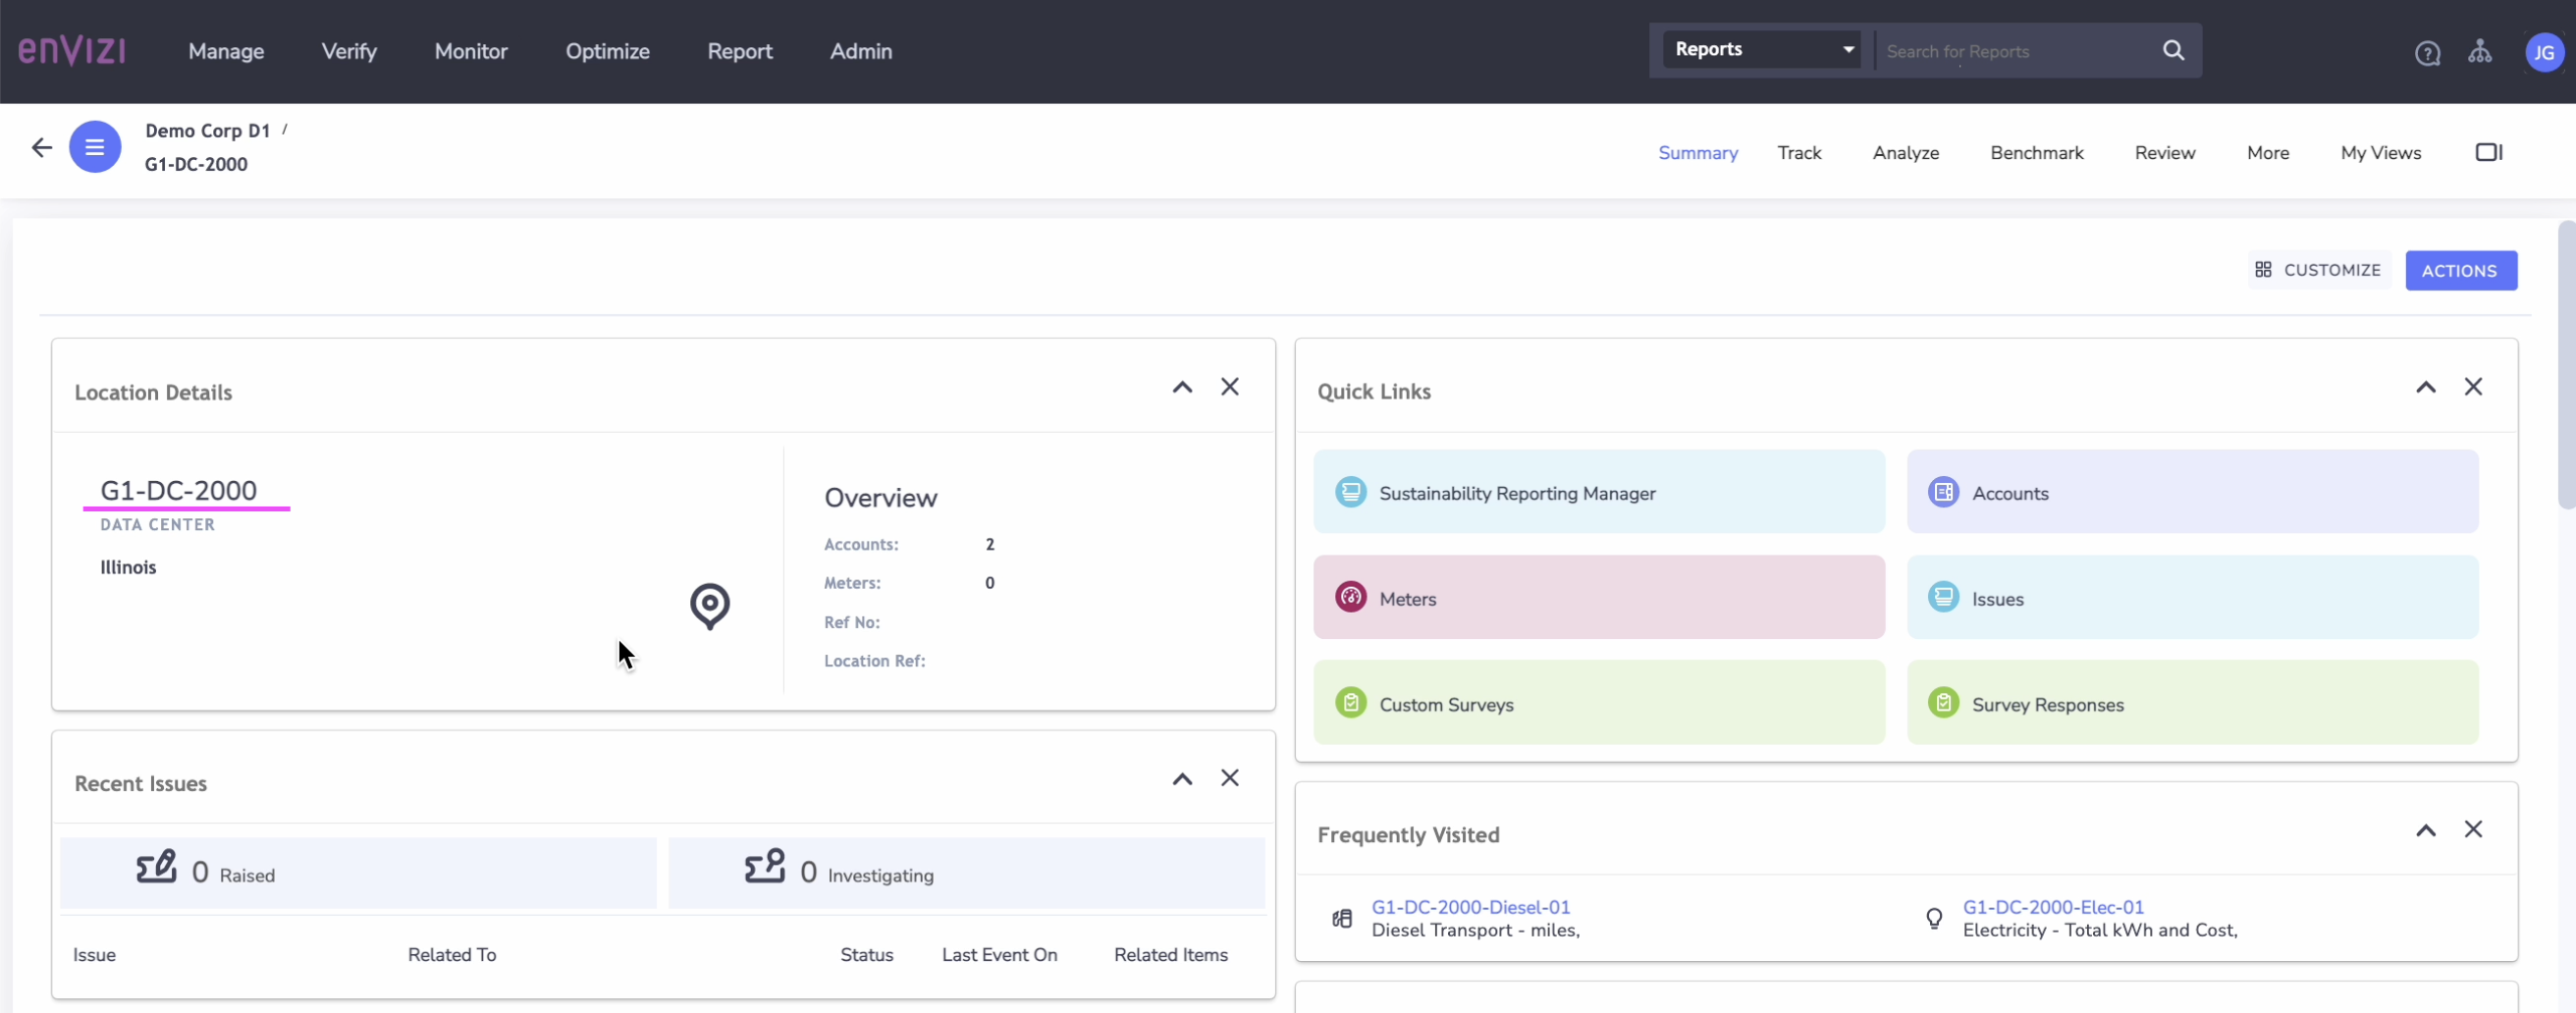 enVIZI
Manage Verify Monitor Optimize Report Admin
Reports
Search for Reports
JG
Demo Corp D1 /
G1-DC-2000
Summary Track Analyze Benchmark Review More My Views
CUSTOMIZE ACTIONS
Location Details
G1-DC-2000
DATA CENTER
Illinois
Overview
Accounts: 2
Meters: 0
Ref No:
Location Ref:
Quick Links
Sustainability Reporting Manager
Accounts
Meters
Issues
Custom Surveys
Survey Responses
Recent Issues
0 Raised
0 Investigating
Issue Related To Status Last Event On Related Items
Frequently Visited
G1-DC-2000-Diesel-01
Diesel Transport - miles,
G1-DC-2000-Elec-01
Electricity - Total kWh and Cost,